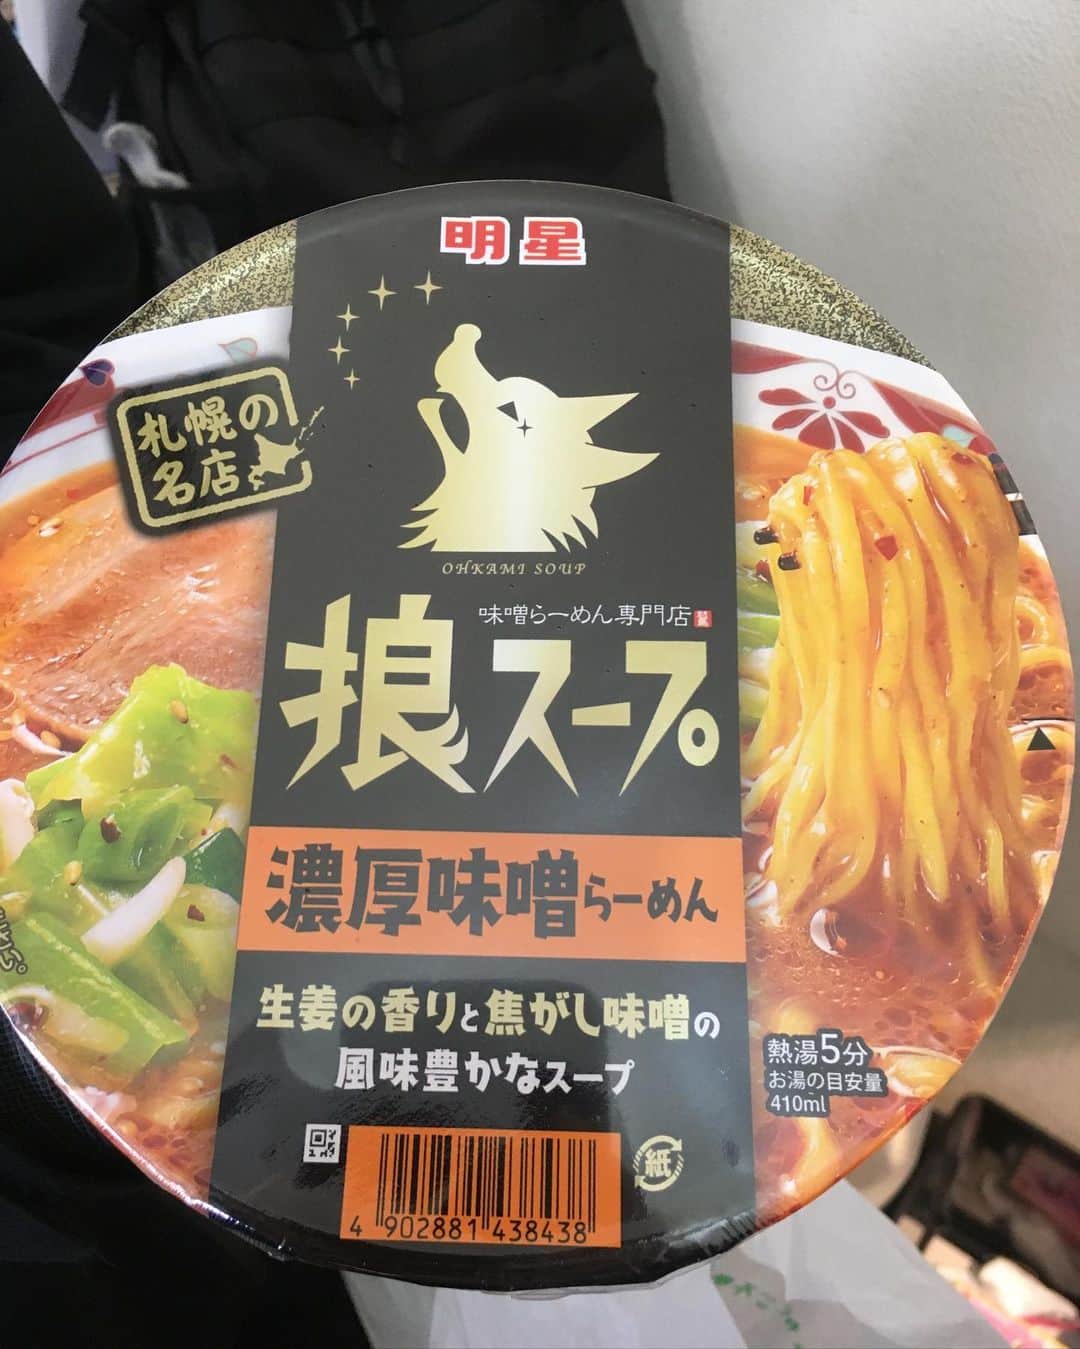 明星
札幌の
名店
OHKAMI SOUP
味噌らーめん専門店
狼スープ
濃厚味噌らーめん
生姜の香りと焦がし味噌の
風味豊かなスープ
熱湯5分
お湯の目安量
410ml
紙
4 902881 438438